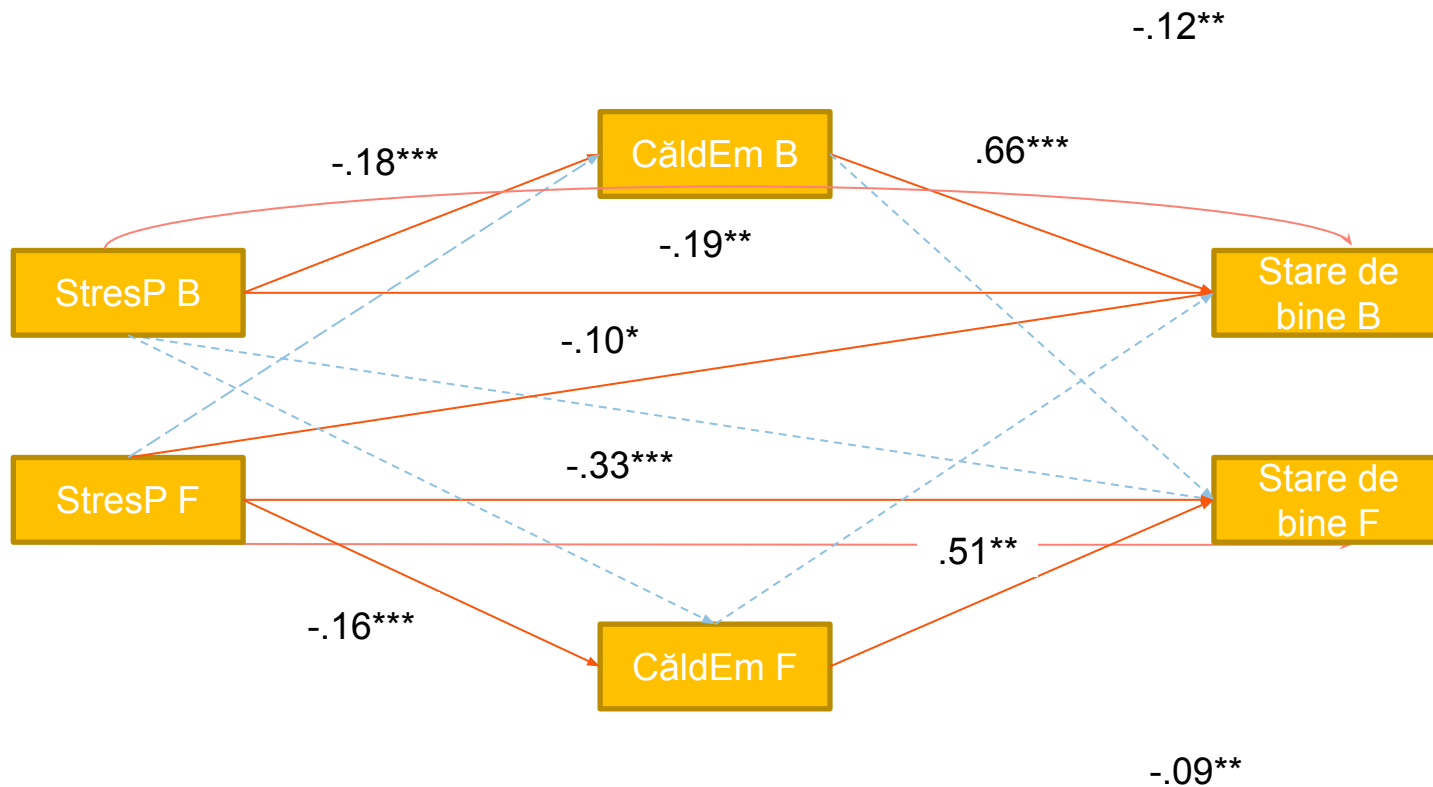 -.12**
CăldEm B
-.18***
.66***
-.19**
StresP B
Stare de
bine B
-.10*
-.33***
StresP F
Stare de
bine F
.51**
-.16***
CăldEm F
-.09**